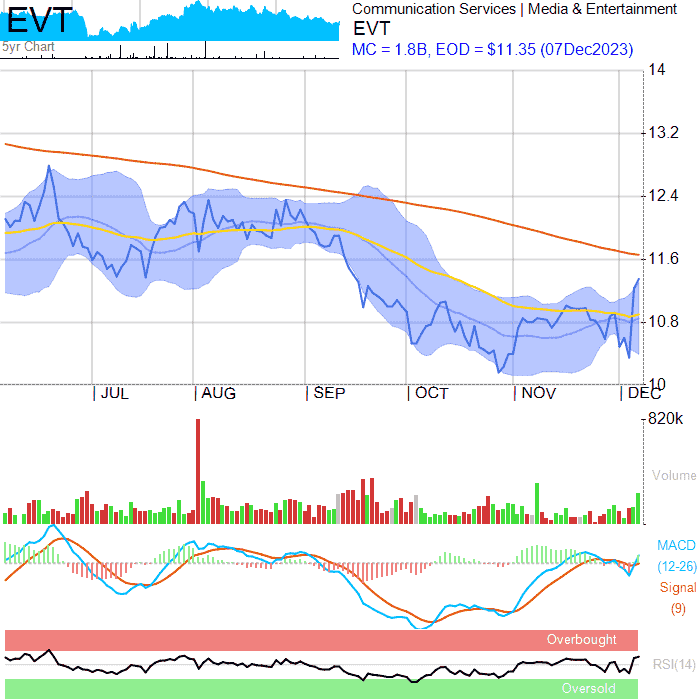 EVT
5yr Chart
Communication Services | Media & Entertainment
EVT
MC = 1.8B, EOD = $11.35 (07Dec2023)
14
13.2
12.4
11.6
10.8
10
JUL AUG SEP OCT NOV DEC
820k
Volume
MACD
(12-26)
Signal
(9)
Overbought
RSI(14)
Oversold